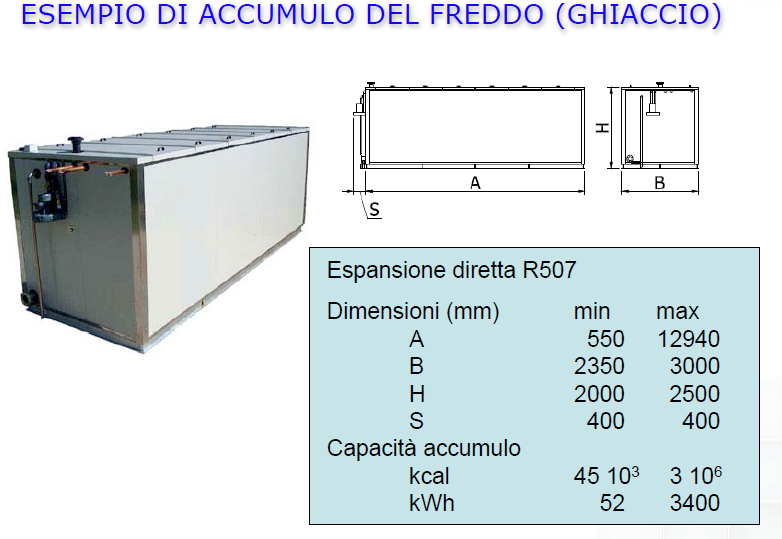 ESEMPIO DI ACCUMULO DEL FREDDO (GHIACCIO)
H
A
B
S
Espansione diretta R507
Dimensioni (mm) min max
A 550 12940
B 2350 3000
H 2000 2500
S 400 400
Capacità accumulo
kcal 45 10³ 3 10⁶
kWh 52 3400